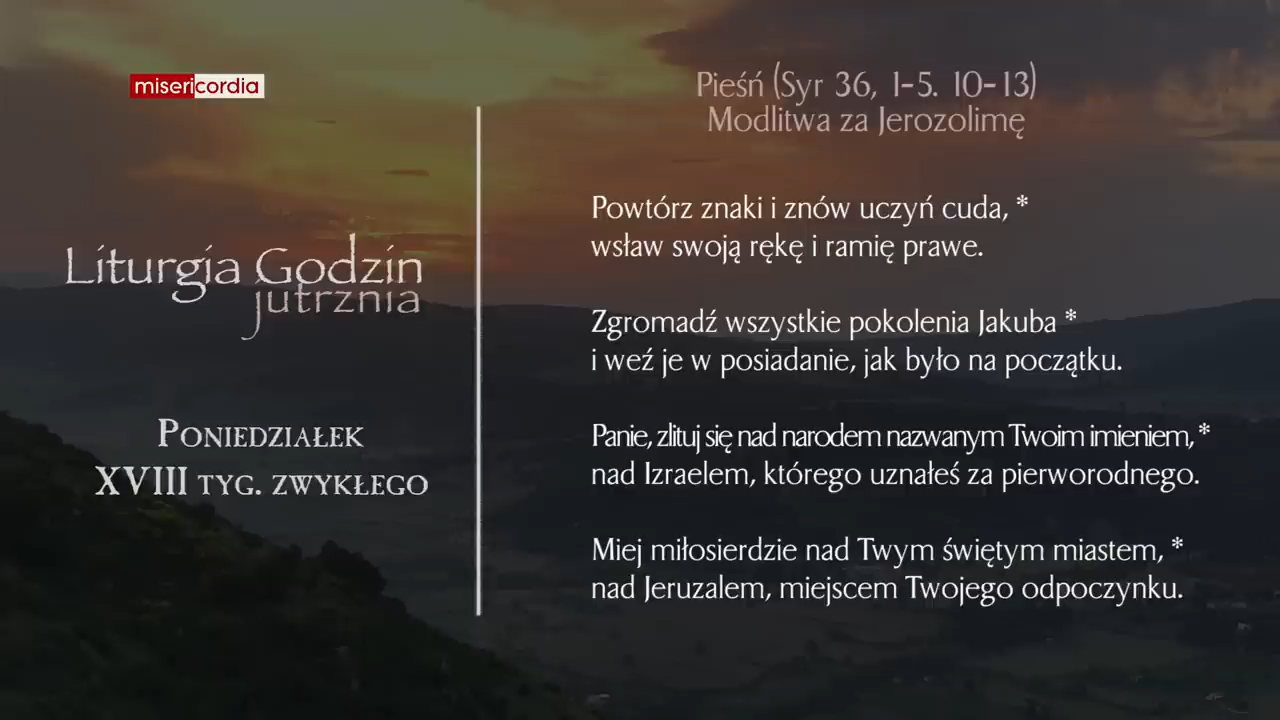 misericordia
Liturgia Godzin
jutrznia
Poniedziałek
XVIII tyg. zwykłego
Pieśń (Syr 36, 1-5. 10-13)
Modlitwa za Jerozolimę
Powtórz znaki i znów uczyń cuda, *
wsław swoją rękę i ramię prawe.
Zgromadź wszystkie pokolenia Jakuba *
i weź je w posiadanie, jak było na początku.
Panie, zlituj się nad narodem nazwanym Twoim imieniem, *
nad Izraelem, którego uznałeś za pierworodnego.
Miej miłosierdzie nad Twym świętym miastem, *
nad Jeruzalem, miejscem Twojego odpoczynku.